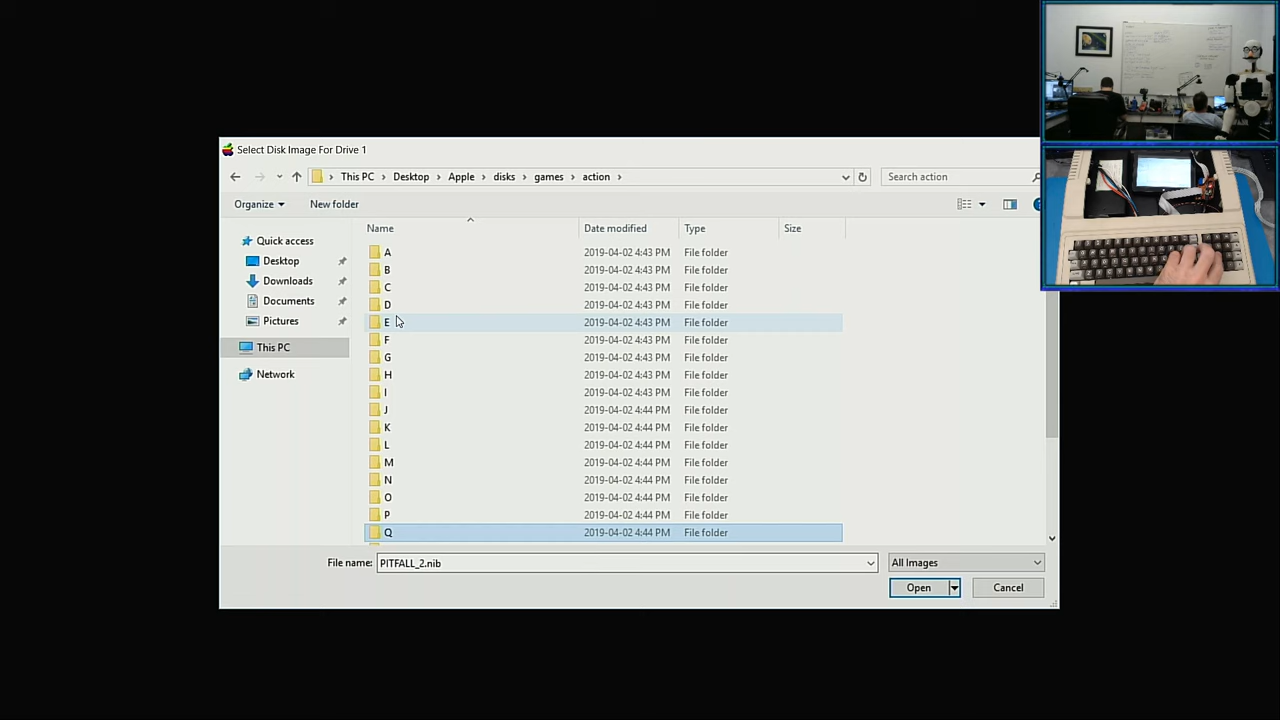 Select Disk Image For Drive 1
This PC Desktop Apple disks games action
Search action
Organize New folder
Name Date modified Type Size
Quick access
Desktop
Downloads
Documents
Pictures
This PC
Network
A 2019-04-02 4:43 PM File folder
B 2019-04-02 4:43 PM File folder
C 2019-04-02 4:43 PM File folder
D 2019-04-02 4:43 PM File folder
E 2019-04-02 4:43 PM File folder
F 2019-04-02 4:43 PM File folder
G 2019-04-02 4:43 PM File folder
H 2019-04-02 4:43 PM File folder
I 2019-04-02 4:43 PM File folder
J 2019-04-02 4:44 PM File folder
K 2019-04-02 4:44 PM File folder
L 2019-04-02 4:44 PM File folder
M 2019-04-02 4:44 PM File folder
N 2019-04-02 4:44 PM File folder
O 2019-04-02 4:44 PM File folder
P 2019-04-02 4:44 PM File folder
Q 2019-04-02 4:44 PM File folder
File name: PITFALL_2.nib All Images
Open Cancel